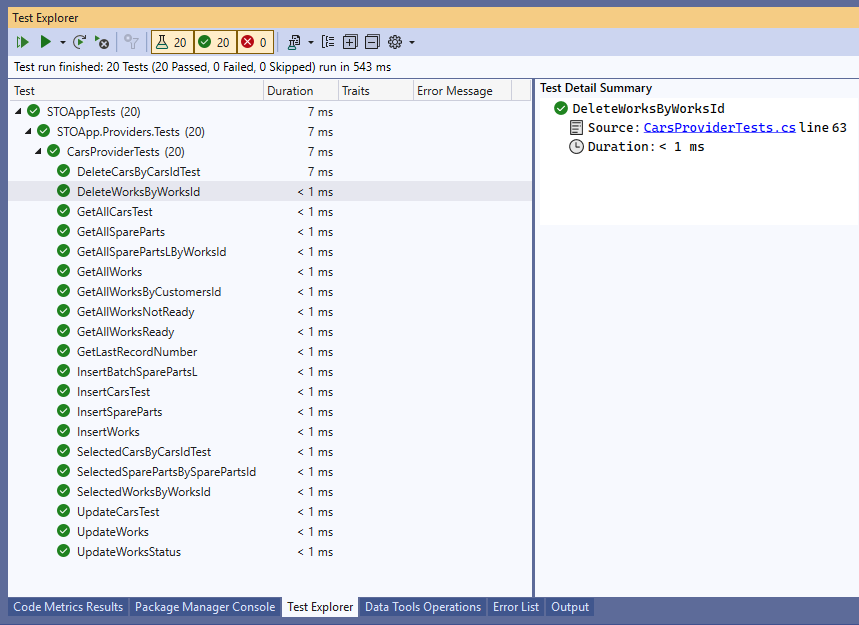 Test Explorer
20 20 0
Test run finished: 20 Tests (20 Passed, 0 Failed, 0 Skipped) run in 543 ms
Test Duration Traits Error Message
STOAppTests (20) 7 ms
STOApp.Providers.Tests (20) 7 ms
CarsProviderTests (20) 7 ms
DeleteCarsByCarsIdTest 7 ms
DeleteWorksByWorksId < 1 ms
GetAllCarsTest < 1 ms
GetAllSpareParts < 1 ms
GetAllSparePartsLByWorksId < 1 ms
GetAllWorks < 1 ms
GetAllWorksByCustomersId < 1 ms
GetAllWorksNotReady < 1 ms
GetAllWorksReady < 1 ms
GetLastRecordNumber < 1 ms
InsertBatchSparePartsL < 1 ms
InsertCarsTest < 1 ms
InsertSpareParts < 1 ms
InsertWorks < 1 ms
SelectedCarsByCarsIdTest < 1 ms
SelectedSparePartsBySparePartsId < 1 ms
SelectedWorksByWorksId < 1 ms
UpdateCarsTest < 1 ms
UpdateWorks < 1 ms
UpdateWorksStatus < 1 ms
Test Detail Summary
DeleteWorksByWorksId
Source: CarsProviderTests.cs line 63
Duration: < 1 ms
Code Metrics Results Package Manager Console Test Explorer Data Tools Operations Error List Output